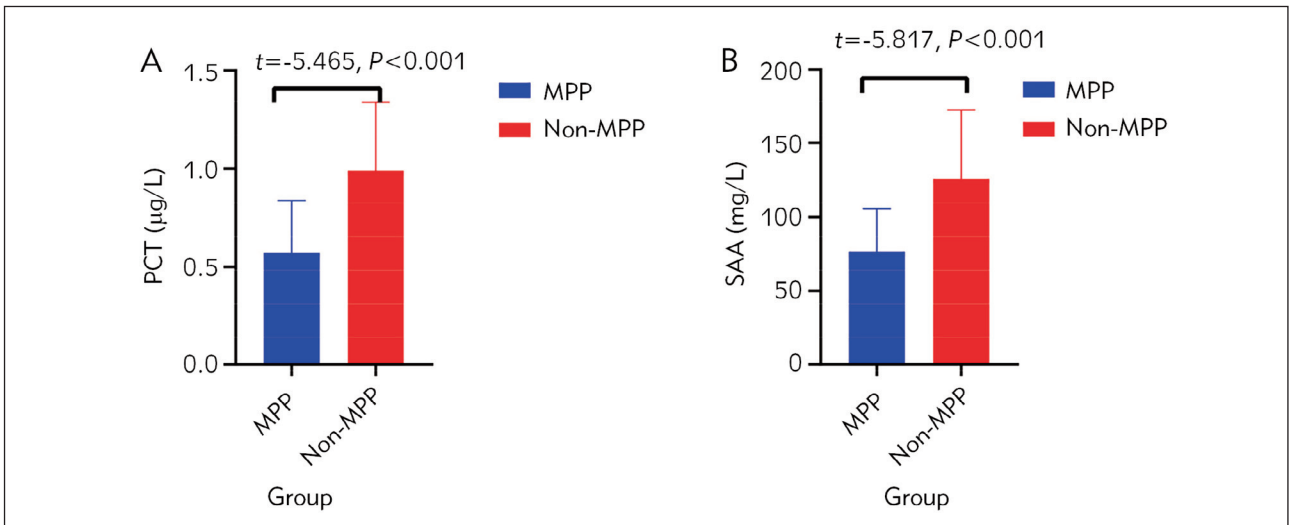 A
t=-5.465, P<0.001
1.5
1.0
0.5
0.0
PCT (μg/L)
MPP
Non-MPP
Group
MPP
Non-MPP
B
t=-5.817, P<0.001
200
150
100
50
0
SAA (mg/L)
MPP
Non-MPP
Group
MPP
Non-MPP